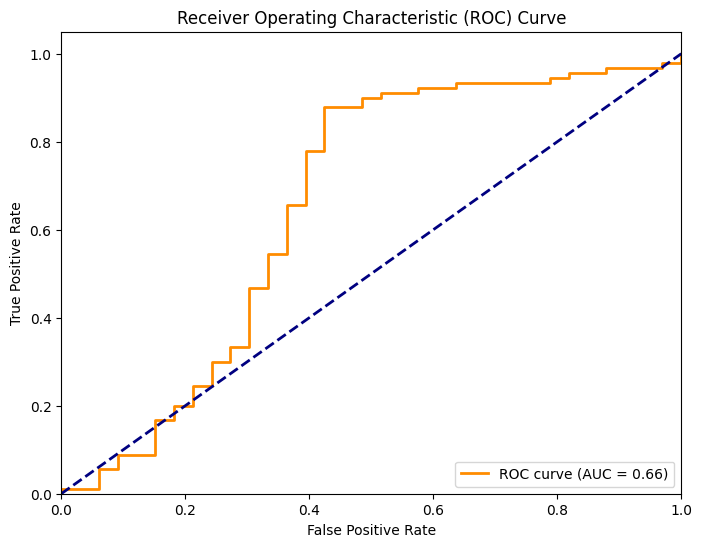 Receiver Operating Characteristic (ROC) Curve
1.0
0.8
0.6
0.4
0.2
0.0
True Positive Rate
ROC curve (AUC = 0.66)
0.0 0.2 0.4 0.6 0.8 1.0
False Positive Rate